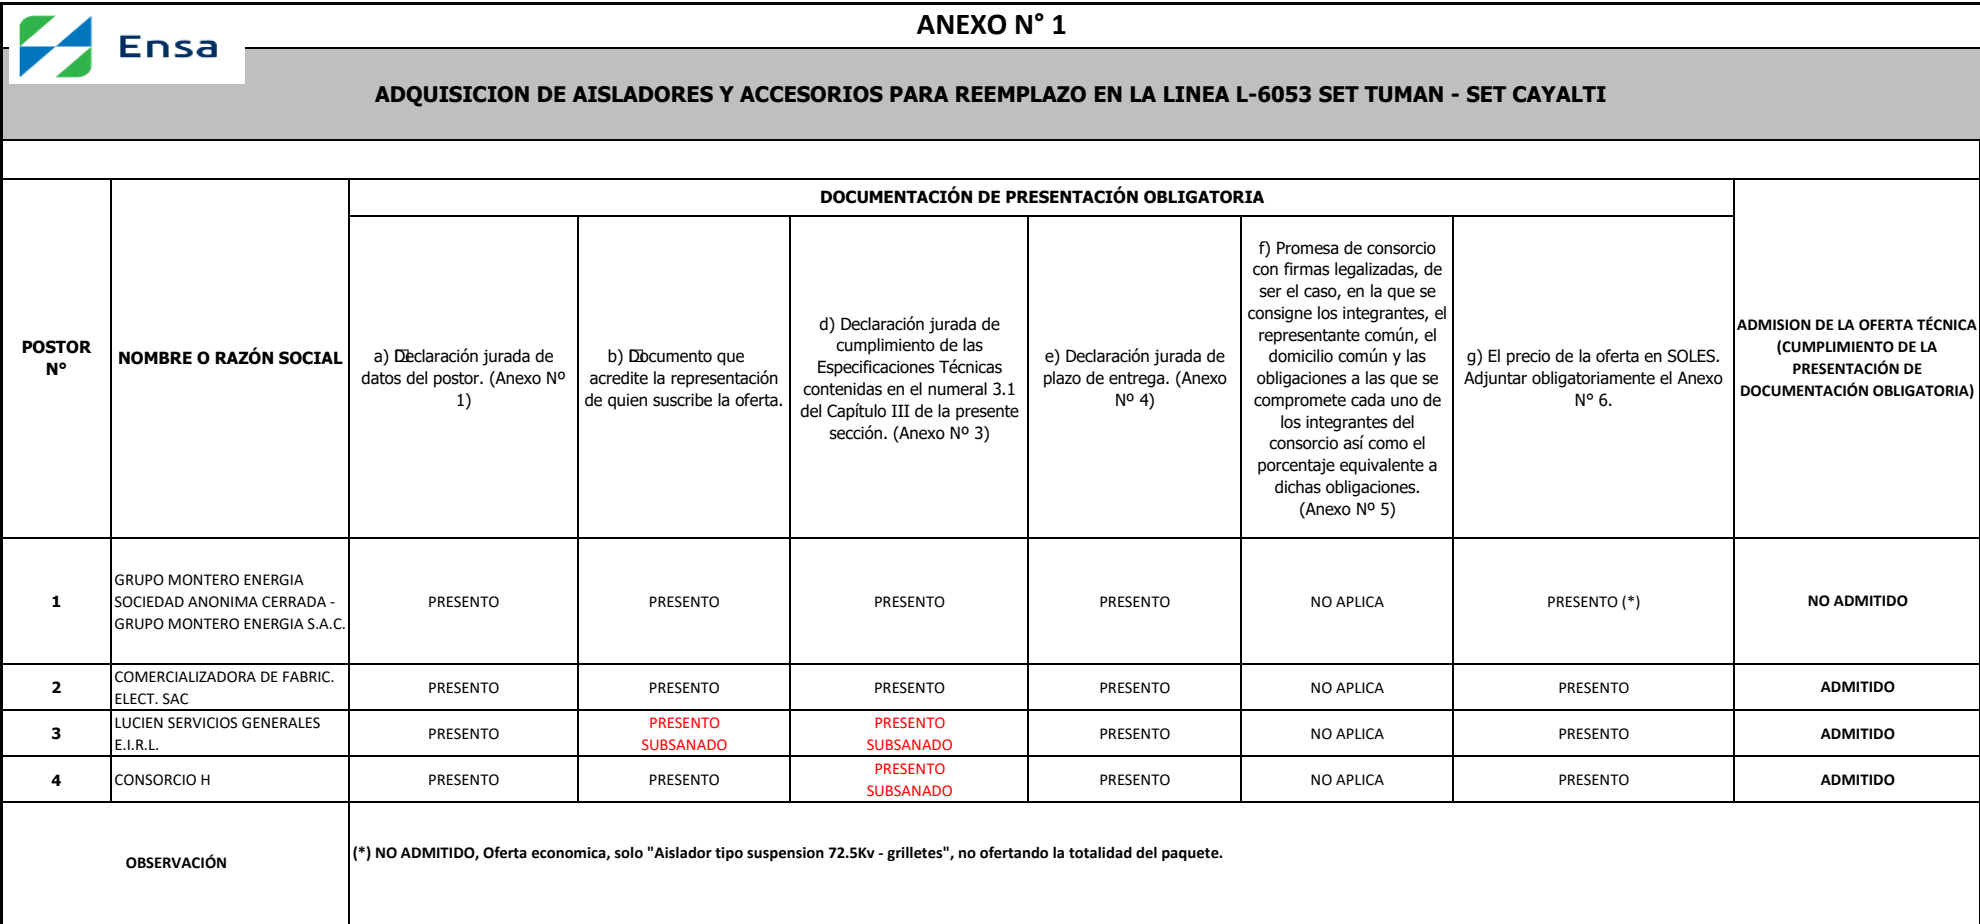 Ensa
ANEXO N° 1
ADQUISICION DE AISLADORES Y ACCESORIOS PARA REEMPLAZO EN LA LINEA L-6053 SET TUMAN - SET CAYALTI
DOCUMENTACIÓN DE PRESENTACIÓN OBLIGATORIA
POSTOR
N°
NOMBRE O RAZÓN SOCIAL
a) Declaración jurada de
datos del postor. (Anexo Nº
1)
b) Documento que
acredite la representación
de quien suscribe la oferta.
d) Declaración jurada de
cumplimiento de las
Especificaciones Técnicas
contenidas en el numeral 3.1
del Capítulo III de la presente
sección. (Anexo Nº 3)
e) Declaración jurada de
plazo de entrega. (Anexo
Nº 4)
f) Promesa de consorcio
con firmas legalizadas, de
ser el caso, en la que se
consigne los integrantes, el
representante común, el
domicilio común y las
obligaciones a las que se
compromete cada uno de
los integrantes del
consorcio así como el
porcentaje equivalente a
dichas obligaciones.
(Anexo Nº 5)
g) El precio de la oferta en SOLES.
Adjuntar obligatoriamente el Anexo
N° 6.
ADMISION DE LA OFERTA TÉCNICA
(CUMPLIMIENTO DE LA
PRESENTACIÓN DE
DOCUMENTACIÓN OBLIGATORIA)
1
GRUPO MONTERO ENERGIA
SOCIEDAD ANONIMA CERRADA -
GRUPO MONTERO ENERGIA S.A.C.
PRESENTO
PRESENTO
PRESENTO
PRESENTO
NO APLICA
PRESENTO (*)
NO ADMITIDO
2
COMERCIALIZADORA DE FABRIC.
ELECT. SAC
PRESENTO
PRESENTO
PRESENTO
PRESENTO
NO APLICA
PRESENTO
ADMITIDO
3
LUCIEN SERVICIOS GENERALES
E.I.R.L.
PRESENTO
PRESENTO
SUBSANADO
PRESENTO
SUBSANADO
PRESENTO
NO APLICA
PRESENTO
ADMITIDO
4
CONSORCIO H
PRESENTO
PRESENTO
PRESENTO
SUBSANADO
PRESENTO
NO APLICA
PRESENTO
ADMITIDO
OBSERVACIÓN
(*) NO ADMITIDO, Oferta economica, solo "Aislador tipo suspension 72.5Kv - grilletes", no ofertando la totalidad del paquete.